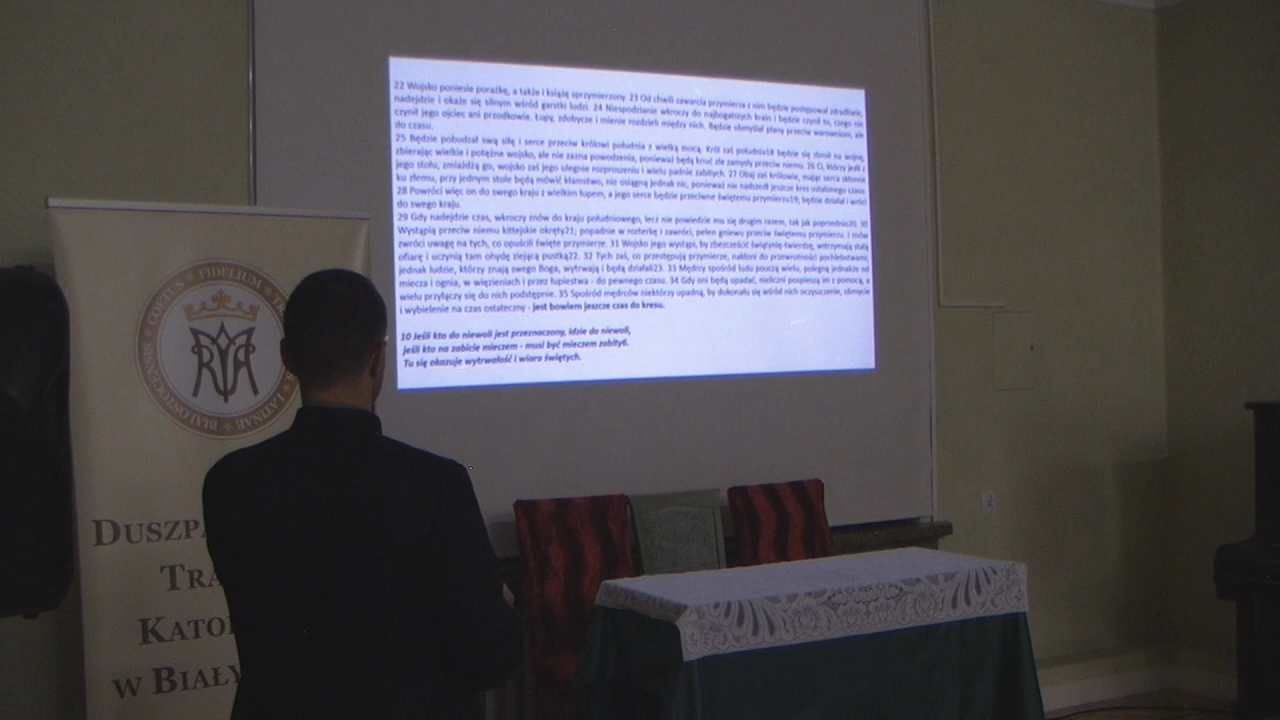 22 Wojsko poniesie porażkę, a także i książę sprzymierzony. 23 Od chwili zawarcia przymierza z nim będzie postępował zdradliwie,
nadejdzie i okaże się silnym wśród garstki ludzi. 24 Niespodzianie wkroczy do najbogatszych krain i będzie czynił to, czego nie
czynił jego ojciec ani przodkowie. Łupy, zdobycze i mienie rozdzieli między nich. Będzie obmyślał plany przeciw warowniom, ale
do czasu.
25 Będzie pobudzał swą siłę i serce przeciw królowi południa z wielką mocą. Król zaś południa18 będzie się zbroił na wojnę,
zbierając wielkie i potężne wojsko, ale nie zazna powodzenia, ponieważ będą knuć złe zamysły przeciw niemu. 26 Ci, którzy jedli z
jego stołu, zmiażdżą go, wojsko zaś jego ulegnie rozproszeniu i wielu padnie zabitych. 27 Obaj zaś królowie, mając serca skłonne
ku złemu, przy jednym stole będą mówić kłamstwo, nie osiągną jednak nic, ponieważ nie nadszedł jeszcze kres ustalonego czasu.
28 Powróci więc on do swego kraju z wielkim łupem, a jego serce będzie przeciwne świętemu przymierzu19; będzie działał i wróci
do swego kraju.
29 Gdy nadejdzie czas, wkroczy znów do kraju południowego, lecz nie powiedzie mu się drugim razem, tak jak poprzednio20. 30
Wystąpią przeciw niemu kittejskie okręty21; popadnie w rozterkę i zawróci, pełen gniewu przeciw świętemu przymierzu. I znów
zwróci uwagę na tych, co opuścili święte przymierze. 31 Wojsko jego wystąpi, by zbezcześcić świątynię-twierdzę, wstrzymają stałą
ofiarę i uczynią tam ohydę ziejącą pustką22. 32 Tych zaś, co przestępują przymierze, nakłoni do przewrotności pochlebstwami,
jednak ludzie, którzy znają swego Boga, wytrwają i będą działali23. 33 Mędrcy spośród ludu pouczą wielu, polegną jednakże od
miecza i ognia, w więzieniach i przez łupiestwa - do pewnego czasu. 34 Gdy oni będą upadać, nieliczni pospieszą im z pomocą, a
wielu przyłączy się do nich podstępnie. 35 Spośród mędrców niektórzy upadną, by dokonało się wśród nich oczyszczenie, obmycie
i wybielenie na czas ostateczny - jest bowiem jeszcze czas do kresu.
10 Jeśli kto do niewoli jest przeznaczony, idzie do niewoli,
jeśli kto na zabicie mieczem - musi być mieczem zabity6.
Tu się okazuje wytrwałość i wiara świętych.
COETUS FIDELIUM
LATINAE BIALOSTOCIENSIS
DUSZPA
TRA
KATO
W BIAŁY